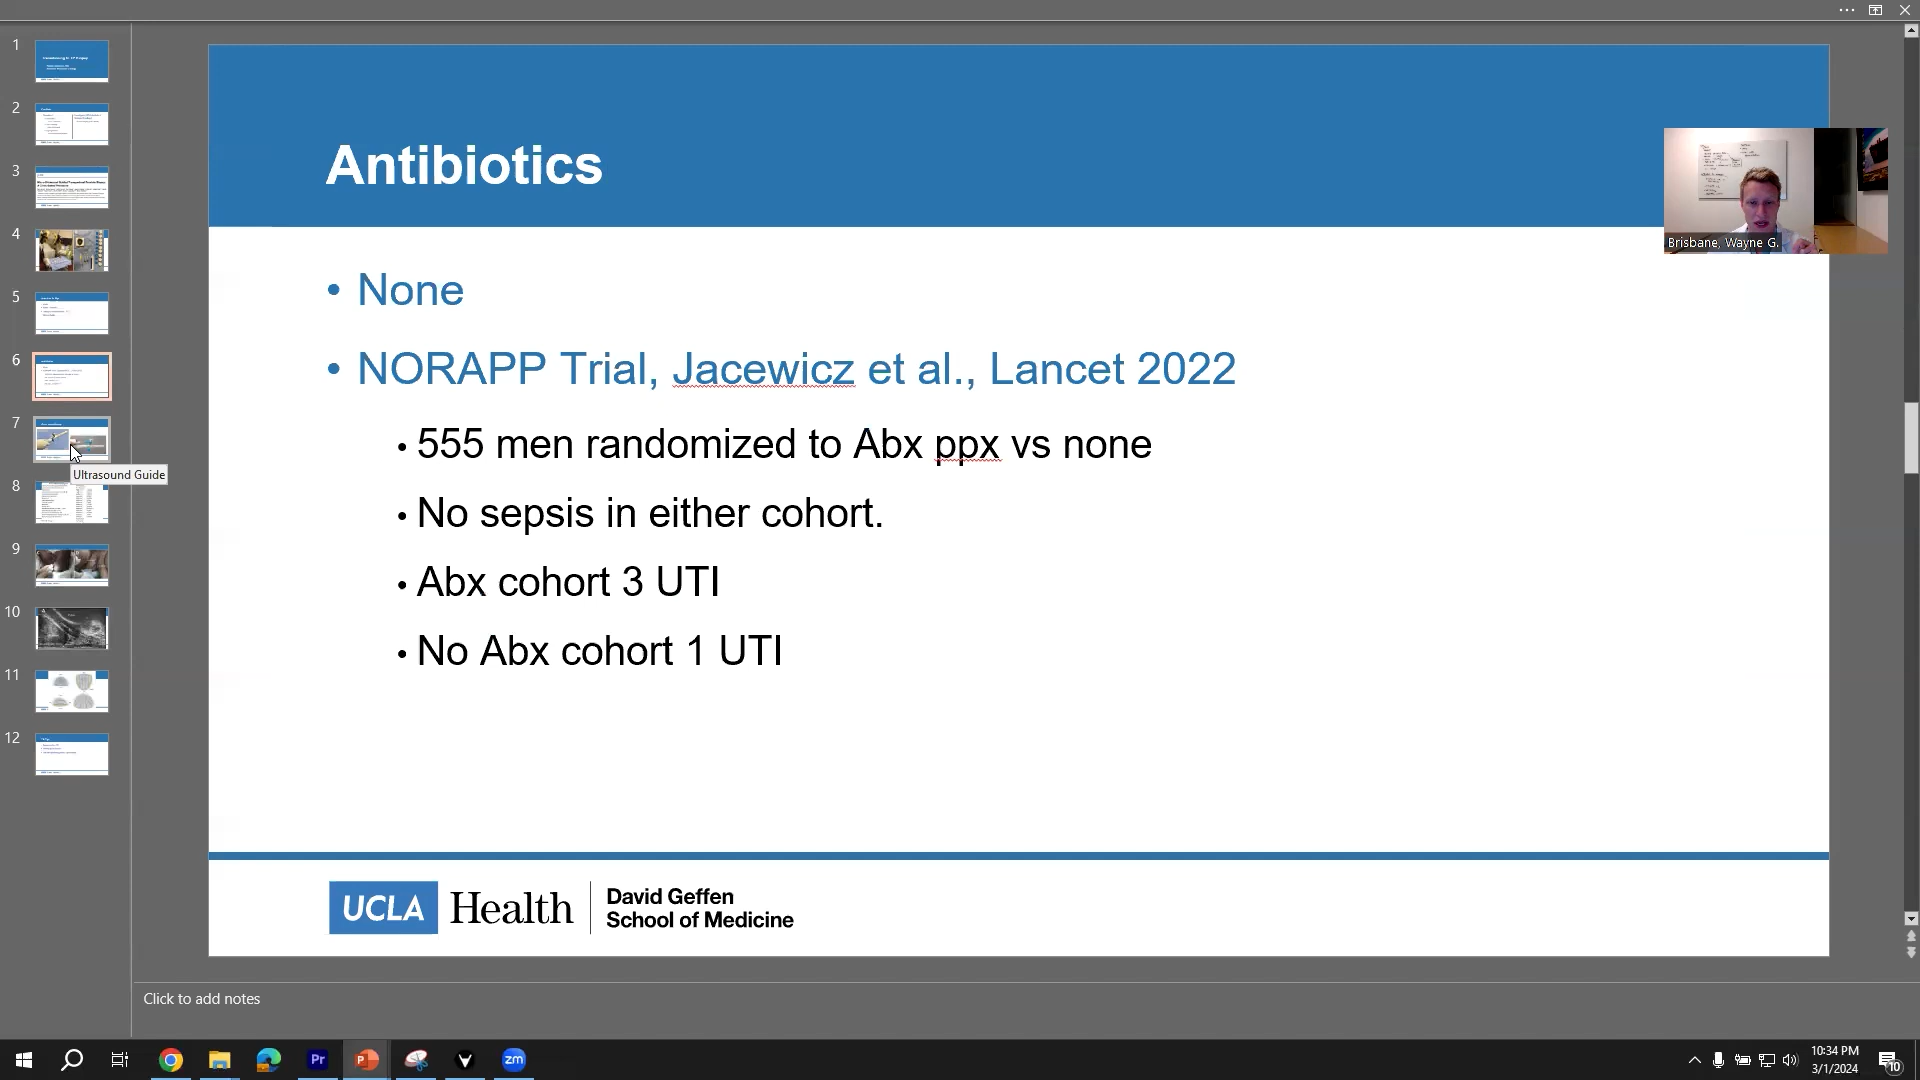 1
2
3
4
5
6
7
8
9
10
11
12
Ultrasound Guide
Antibiotics
• None
• NORAPP Trial, Jacewicz et al., Lancet 2022
• 555 men randomized to Abx ppx vs none
• No sepsis in either cohort.
• Abx cohort 3 UTI
• No Abx cohort 1 UTI
Brisbane, Wayne G.
UCLA Health
David Geffen
School of Medicine
Click to add notes
Pr
P
zm
10:34 PM
3/1/2024
10